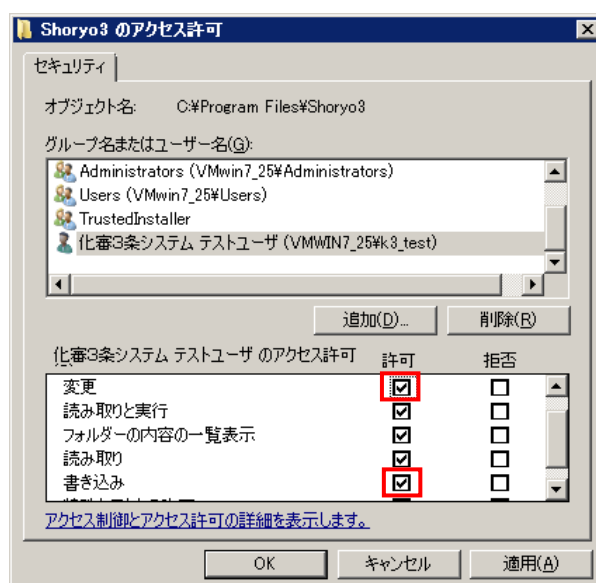 Shoryo3 のアクセス許可
セキュリティ
オブジェクト名: C:¥Program Files¥Shoryo3
グループ名またはユーザー名(G):
Administrators (VMwin7_25¥Administrators)
Users (VMwin7_25¥Users)
TrustedInstaller
化審3条システム テストユーザ (VMWIN7_25¥k3_test)
追加(D)... 削除(R)
化審3条システム テストユーザ のアクセス許可 許可 拒否
変更
読み取りと実行
フォルダーの内容の一覧表示
読み取り
書き込み
アクセス制御とアクセス許可の詳細を表示します。
OK キャンセル 適用(A)